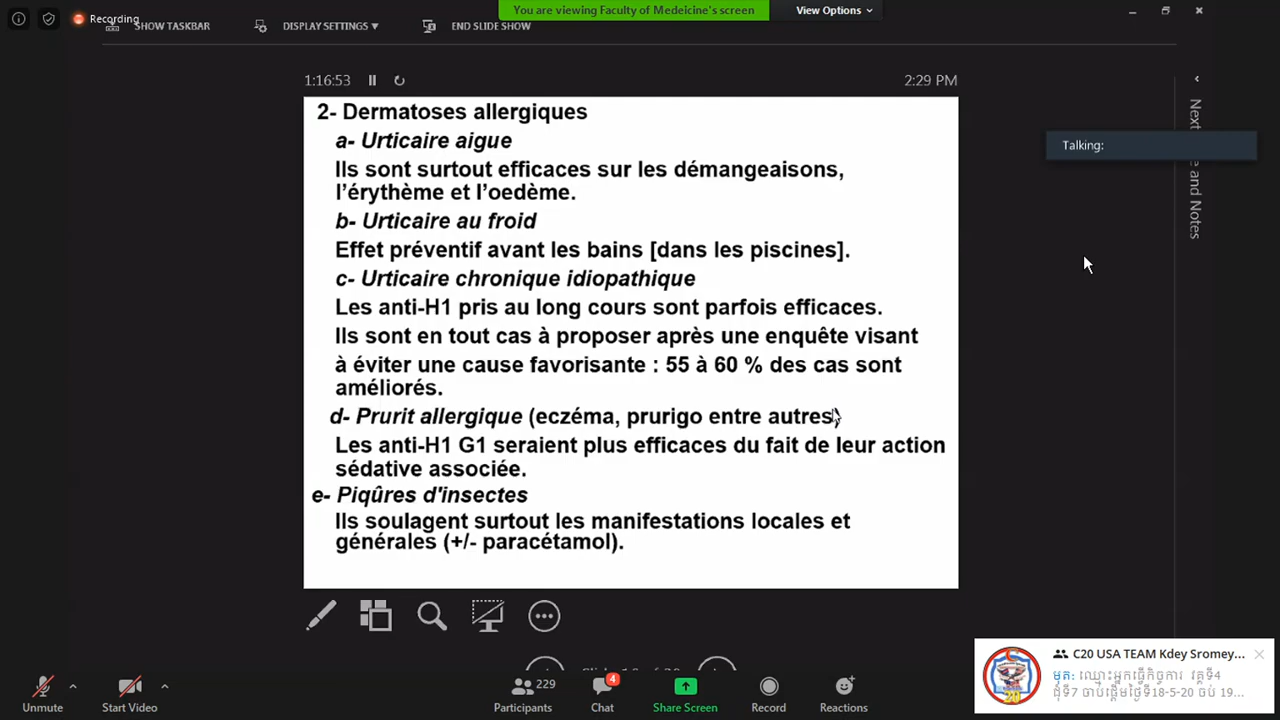 Recording
You are viewing Faculty of Medeicine's screen
View Options
SHOW TASKBAR
DISPLAY SETTINGS
END SLIDE SHOW
1:16:53
2:29 PM
2- Dermatoses allergiques
a- Urticaire aigue
Ils sont surtout efficaces sur les démangeaisons,
l'érythème et l'oedème.
b- Urticaire au froid
Effet préventif avant les bains [dans les piscines].
c- Urticaire chronique idiopathique
Les anti-H1 pris au long cours sont parfois efficaces.
Ils sont en tout cas à proposer après une enquête visant
à éviter une cause favorisante : 55 à 60 % des cas sont
améliorés.
d- Prurit allergique (eczéma, prurigo entre autres)
Les anti-H1 G1 seraient plus efficaces du fait de leur action
sédative associée.
e- Piqûres d'insectes
Ils soulagent surtout les manifestations locales et
générales (+/- paracétamol).
Talking:
Next
and Notes
C20 USA TEAM Kdey Sromey...
Unmute
Start Video
229
Participants
4
Chat
Share Screen
Record
Reactions